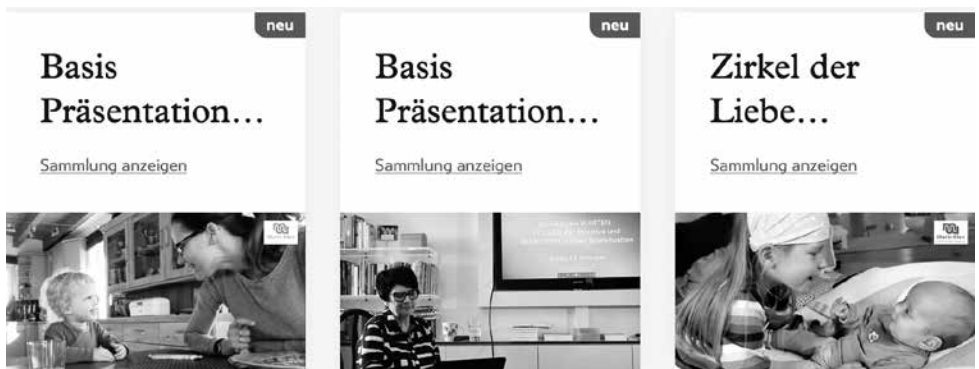 neu
Basis
Präsentation...
Sammlung anzeigen
neu
Basis
Präsentation...
Sammlung anzeigen
neu
Zirkel der
Liebe...
Sammlung anzeigen